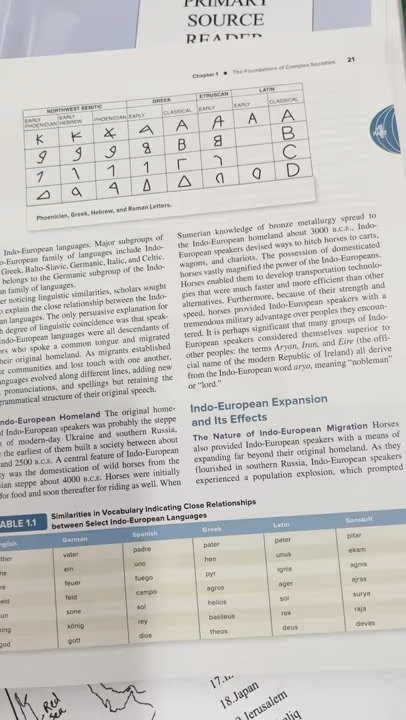 PRIMARY
SOURCE
READER
Chapter 1 • The Foundations of Complex Societies 21
NORTHWEST SEMITIC GREEK ETRUSCAN LATIN
EARLY PHOENICIAN EARLY HEBREW PHOENICIAN EARLY CLASSICAL EARLY EARLY CLASSICAL
A A A A
B B
C
D
Phoenician, Greek, Hebrew, and Roman Letters.
Indo-European languages. Major subgroups of
-European family of languages include Indo-
Greek, Balto-Slavic, Germanic, Italic, and Celtic.
belongs to the Germanic subgroup of the Indo-
an family of languages.
er noticing linguistic similarities, scholars sought
explain the close relationship between the Indo-
an languages. The only persuasive explanation for
h degree of linguistic coincidence was that speak-
ndo-European languages were all descendants of
rs who spoke a common tongue and migrated
heir original homeland. As migrants established
communities and lost touch with one another,
nguages evolved along different lines, adding new
pronunciations, and spellings but retaining the
grammatical structure of their original speech.
ndo-European Homeland The original home-
f Indo-European speakers was probably the steppe
of modern-day Ukraine and southern Russia,
the earliest of them built a society between about
and 2500 B.C.E. A central feature of Indo-European
y was the domestication of wild horses from the
sian steppe about 4000 B.C.E. Horses were initially
for food and soon thereafter for riding as well. When
Sumerian knowledge of bronze metallurgy spread to
the Indo-European homeland about 3000 B.C.E., Indo-
European speakers devised ways to hitch horses to carts,
wagons, and chariots. The possession of domesticated
horses vastly magnified the power of the Indo-Europeans.
Horses enabled them to develop transportation technolo-
gies that were much faster and more efficient than other
alternatives. Furthermore, because of their strength and
speed, horses provided Indo-European speakers with a
tremendous military advantage over peoples they encoun-
tered. It is perhaps significant that many groups of Indo-
European speakers considered themselves superior to
other peoples: the terms Aryan, Iran, and Eire (the offi-
cial name of the modern Republic of Ireland) all derive
from the Indo-European word aryo, meaning "nobleman"
or "lord."
Indo-European Expansion
and Its Effects
The Nature of Indo-European Migration Horses
also provided Indo-European speakers with a means of
expanding far beyond their original homeland. As they
flourished in southern Russia, Indo-European speakers
experienced a population explosion, which prompted
ABLE 1.1 Similarities in Vocabulary Indicating Close Relationships
between Select Indo-European Languages
nglish German Spanish Greek Latin Sanskrit
ther vater padre pater pater pitar
ne ein uno hen unus ekam
re feuer fuego pyr ignis agnis
eld feld campo agros ager ajras
un sone sol helios sol surya
ing könig rey basileus rex raja
god gott dios theos deus devas
Red
Sea
17.
18.Japan
Jerusalem